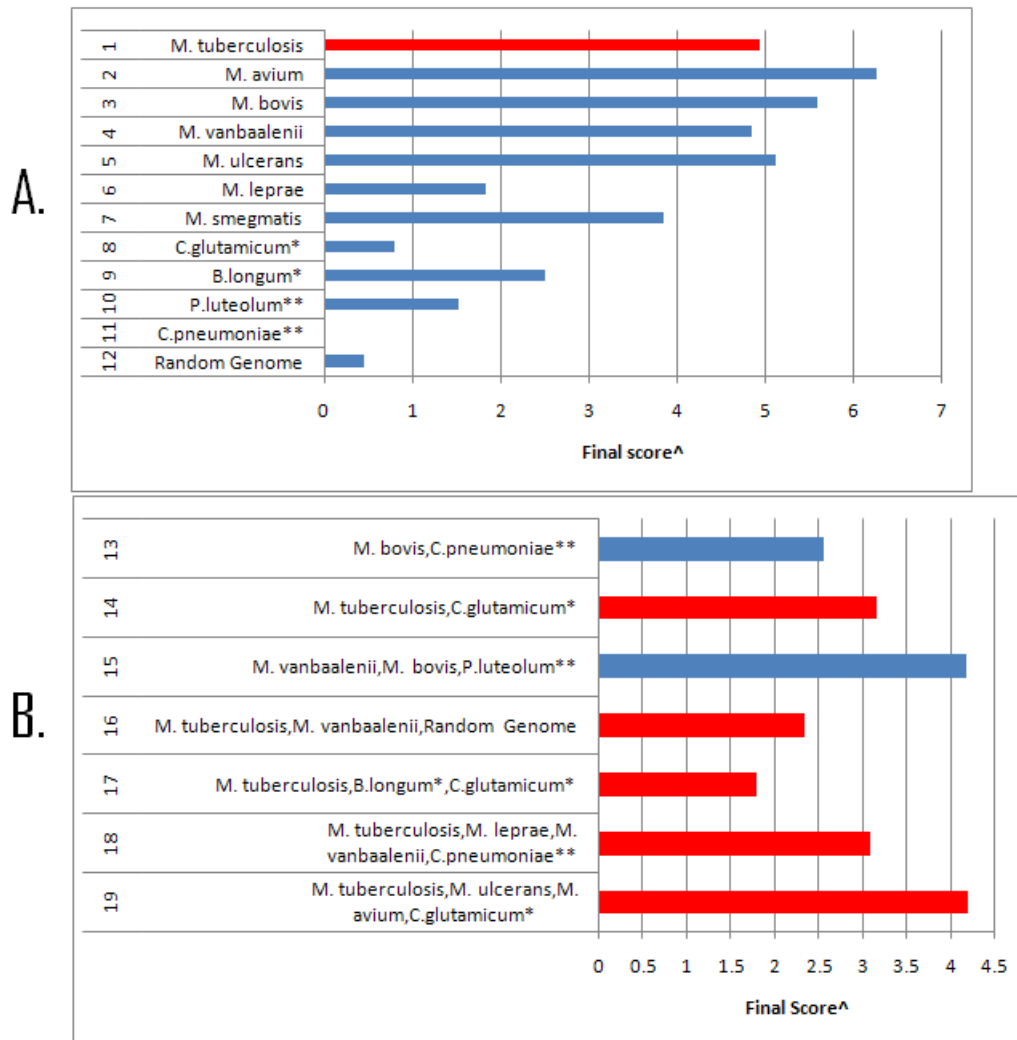 A.
1 M. tuberculosis
2 M. avium
3 M. bovis
4 M. vanbaalenii
5 M. ulcerans
6 M. leprae
7 M. smegmatis
8 C.glutamicum*
9 B.longum*
10 P.luteolum**
11 C.pneumoniae**
12 Random Genome
0 1 2 3 4 5 6 7
Final score^
B.
13 M. bovis,C.pneumoniae**
14 M. tuberculosis,C.glutamicum*
15 M. vanbaalenii,M. bovis,P.luteolum**
16 M. tuberculosis,M. vanbaalenii,Random Genome
17 M. tuberculosis,B.longum*,C.glutamicum*
18 M. tuberculosis,M. leprae,M.
vanbaalenii,C.pneumoniae**
19 M. tuberculosis,M. ulcerans,M.
avium,C.glutamicum*
0 0.5 1 1.5 2 2.5 3 3.5 4 4.5
Final Score^